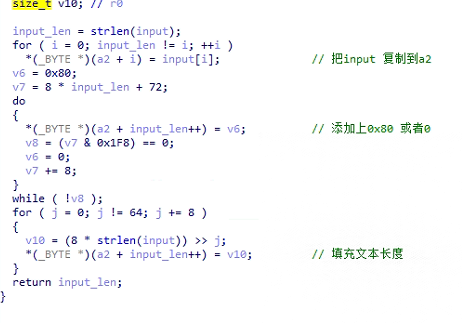 size_t v10; // r0
input_len = strlen(input);
for ( i = 0; input_len != i; ++i )
*(_BYTE *)(a2 + i) = input[i]; // 把input 复制到a2
v6 = 0x80;
v7 = 8 * input_len + 72;
do
{
*(_BYTE *)(a2 + input_len++) = v6; // 添加上0x80 或者0
v8 = (v7 & 0x1F8) == 0;
v6 = 0;
v7 += 8;
}
while ( !v8 );
for ( j = 0; j != 64; j += 8 )
{
v10 = (8 * strlen(input)) >> j;
*(_BYTE *)(a2 + input_len++) = v10; // 填充文本长度
}
return input_len;
}